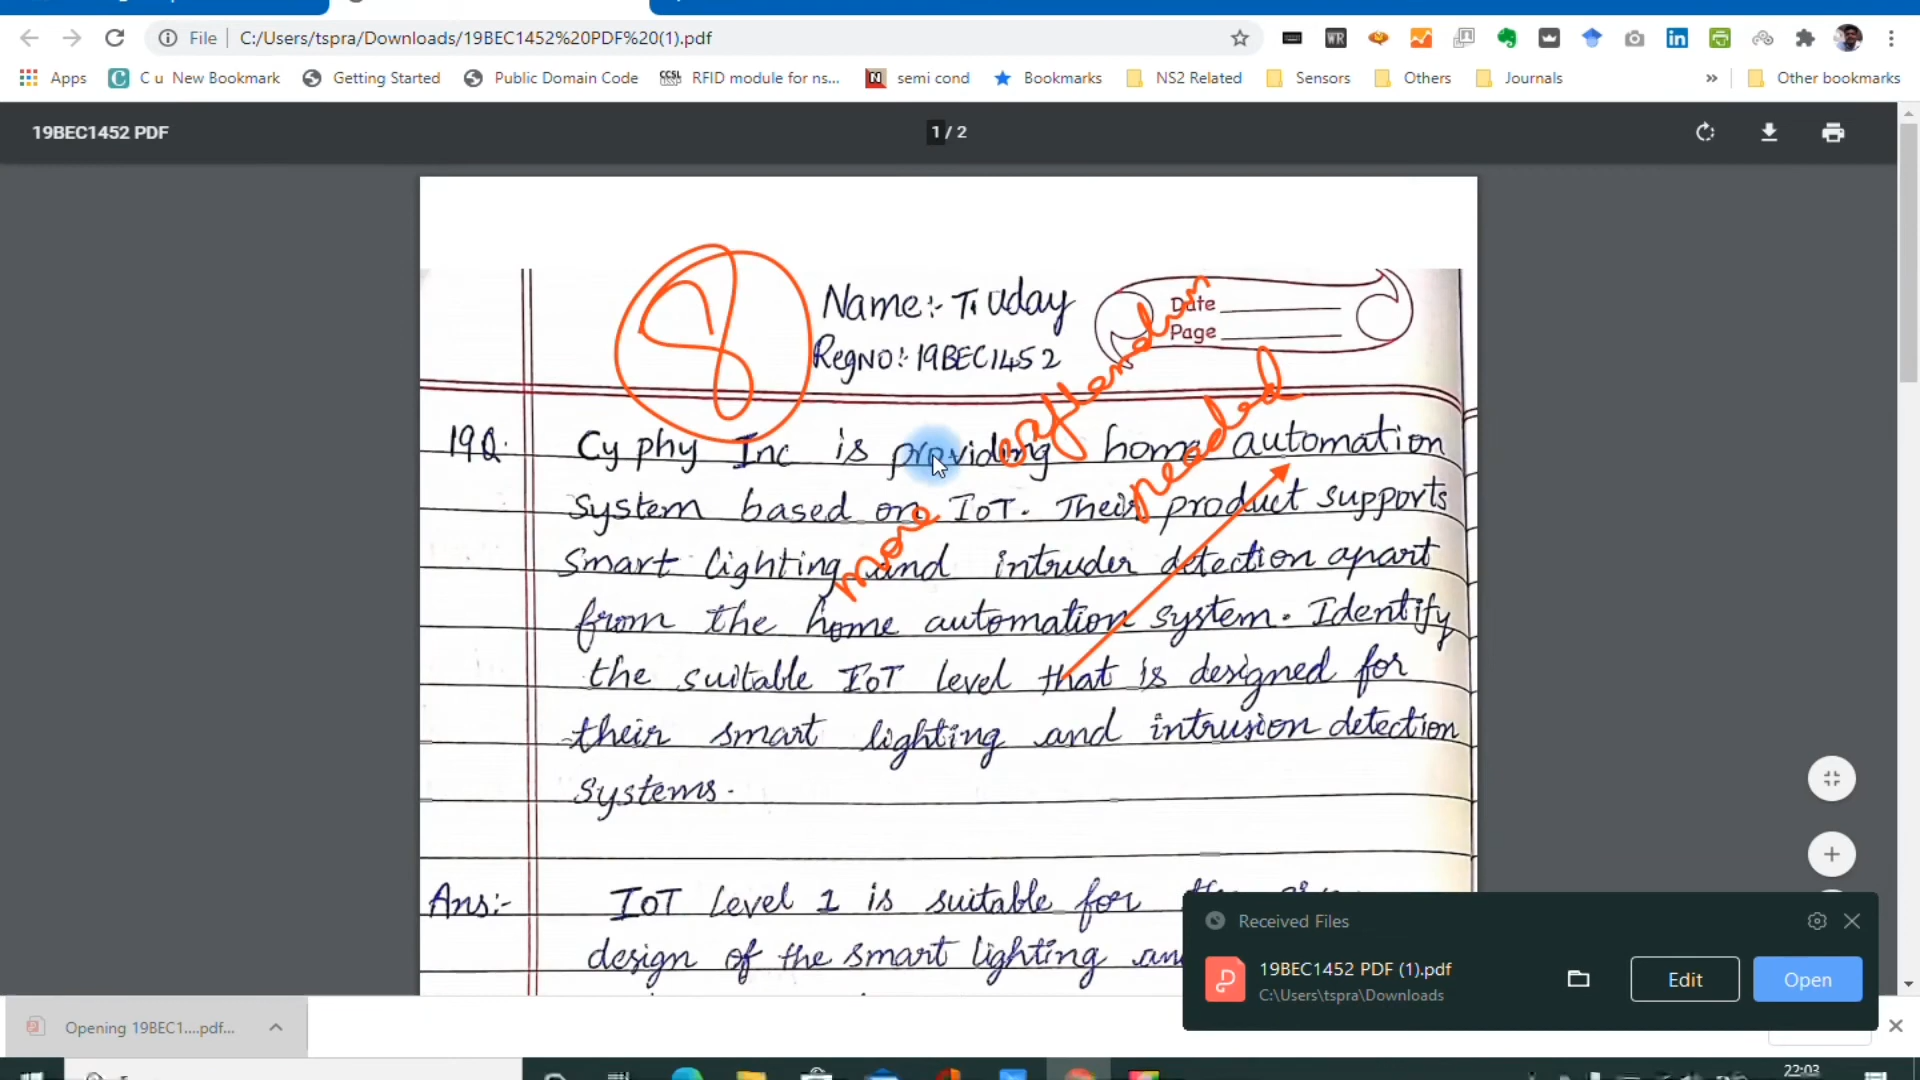 File C:/Users/tspra/Downloads/19BEC1452%20PDF%20(1).pdf
Apps C u New Bookmark Getting Started Public Domain Code RFID module for ns... semi cond Bookmarks NS2 Related Sensors Others Journals » Other bookmarks
19BEC1452 PDF 1 / 2
8
Name:- T. Uday
Date
Page
RegNO:- 19BEC1452
more explanation needed
19Q. Cy phy Inc is providing home automation
system based on IoT. Their product supports
smart lighting and intruder detection apart
from the home automation system. Identify
the suitable IoT level that is designed for
their smart lighting and intrusion detection
systems.
Ans:- IoT level 1 is suitable for the
design of the smart lighting and
Received Files
19BEC1452 PDF (1).pdf
C:\Users\tspra\Downloads
Edit
Open
Opening 19BEC1....pdf...
22:03